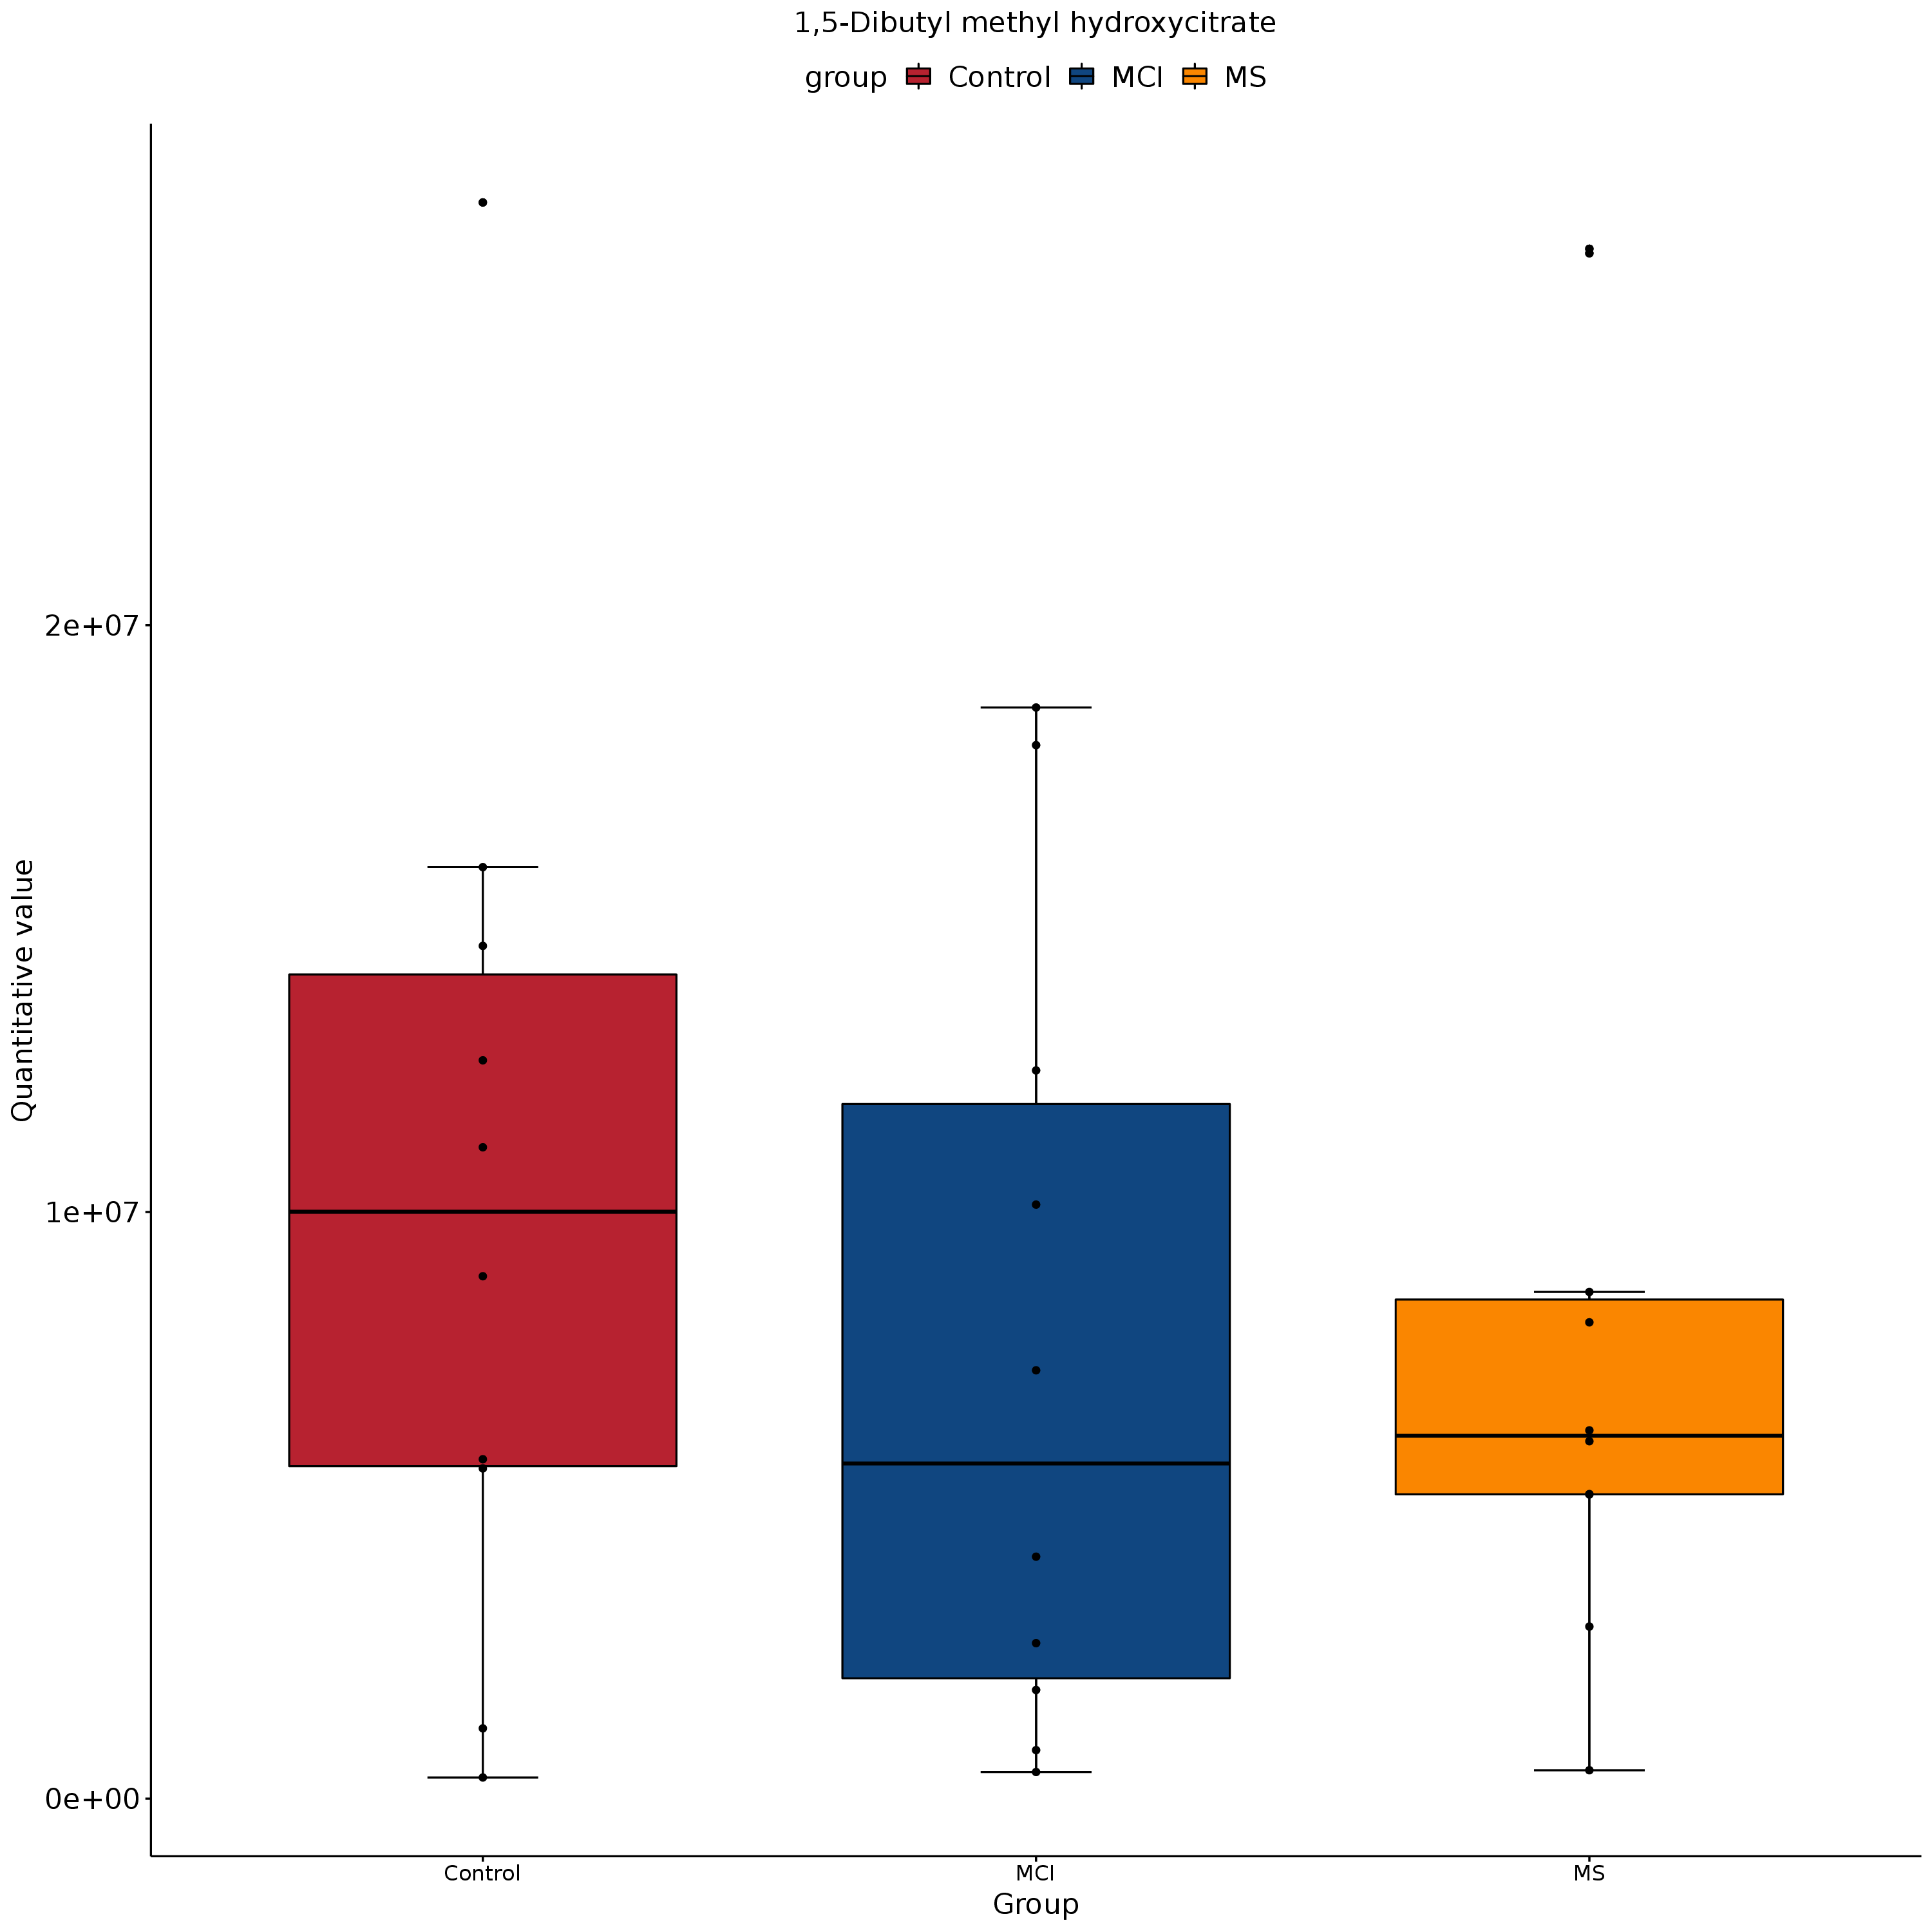 1,5-Dibutyl methyl hydroxycitrate
group Control MCI MS
Quantitative value
2e+07
1e+07
0e+00
Control MCI MS
Group